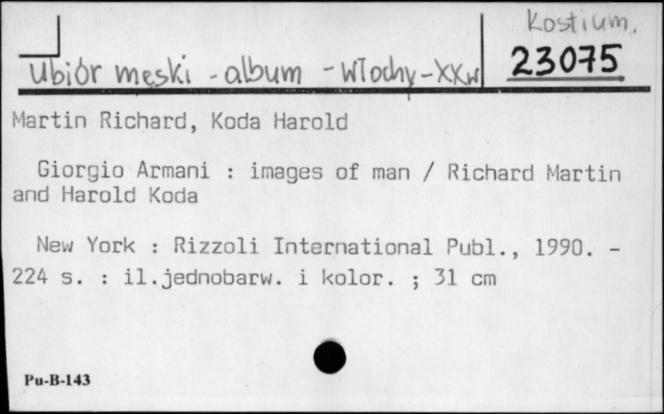 Kostium.
23075
Ubiór męski - album - Włochy - XXw
Martin Richard, Koda Harold
Giorgio Armani : images of man / Richard Martin
and Harold Koda
New York : Rizzoli International Publ., 1990. -
224 s. : il.jednobarw. i kolor. ; 31 cm
Pu-B-143